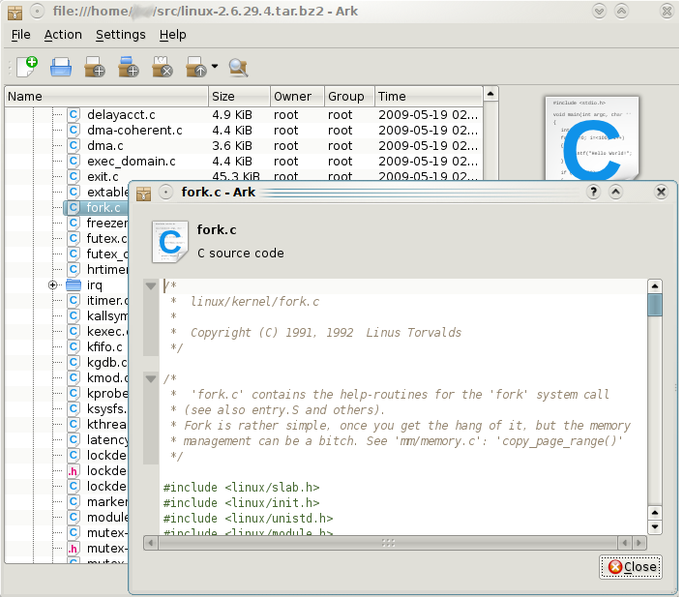 file:///home/ /src/linux-2.6.29.4.tar.bz2 - Ark
File Action Settings Help
Name Size Owner Group Time
delayacct.c 4.9 KiB root root 2009-05-19 02...
dma-coherent.c 4.4 KiB root root 2009-05-19 02...
dma.c 3.6 KiB root root 2009-05-19 02...
exec_domain.c 4.4 KiB root root 2009-05-19 02...
exit.c 45.3 KiB root root 2009-05-19 02...
extable
fork.c
freezer
futex.c
futex_c
hrtimer
irq
itimer.c
kallsym
kexec.c
kfifo.c
kgdb.c
kmod.c
kprobe
ksysfs.
kthrea
latency
lockde
lockde
lockde
marker
module
mutex-
mutex-
mutex-
#include <stdio.h>
void main(int argc, char
{
C
fork.c - Ark
?
C
fork.c
C source code
/*
*  linux/kernel/fork.c
*
*  Copyright (C) 1991, 1992  Linus Torvalds
*/
/*
*  'fork.c' contains the help-routines for the 'fork' system call
* (see also entry.S and others).
* Fork is rather simple, once you get the hang of it, but the memory
* management can be a bitch. See 'mm/memory.c': 'copy_page_range()'
*/
#include <linux/slab.h>
#include <linux/init.h>
#include <linux/unistd.h>
#include <linux/module.h>
Close